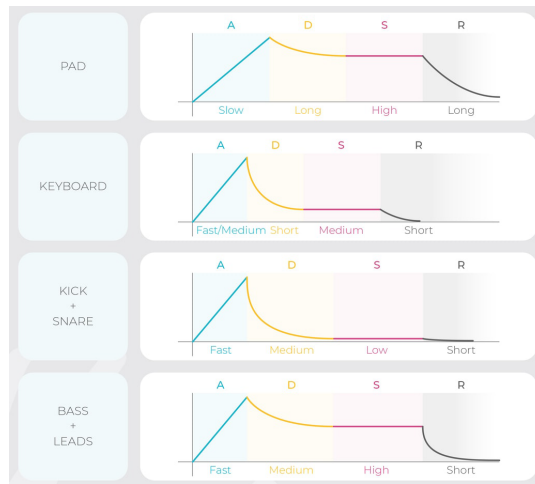 A D S R
PAD
Slow Long High Long
A D S R
KEYBOARD
Fast/Medium Short Medium Short
A D S R
KICK
+
SNARE
Fast Medium Low Short
A D S R
BASS
+
LEADS
Fast Medium High Short